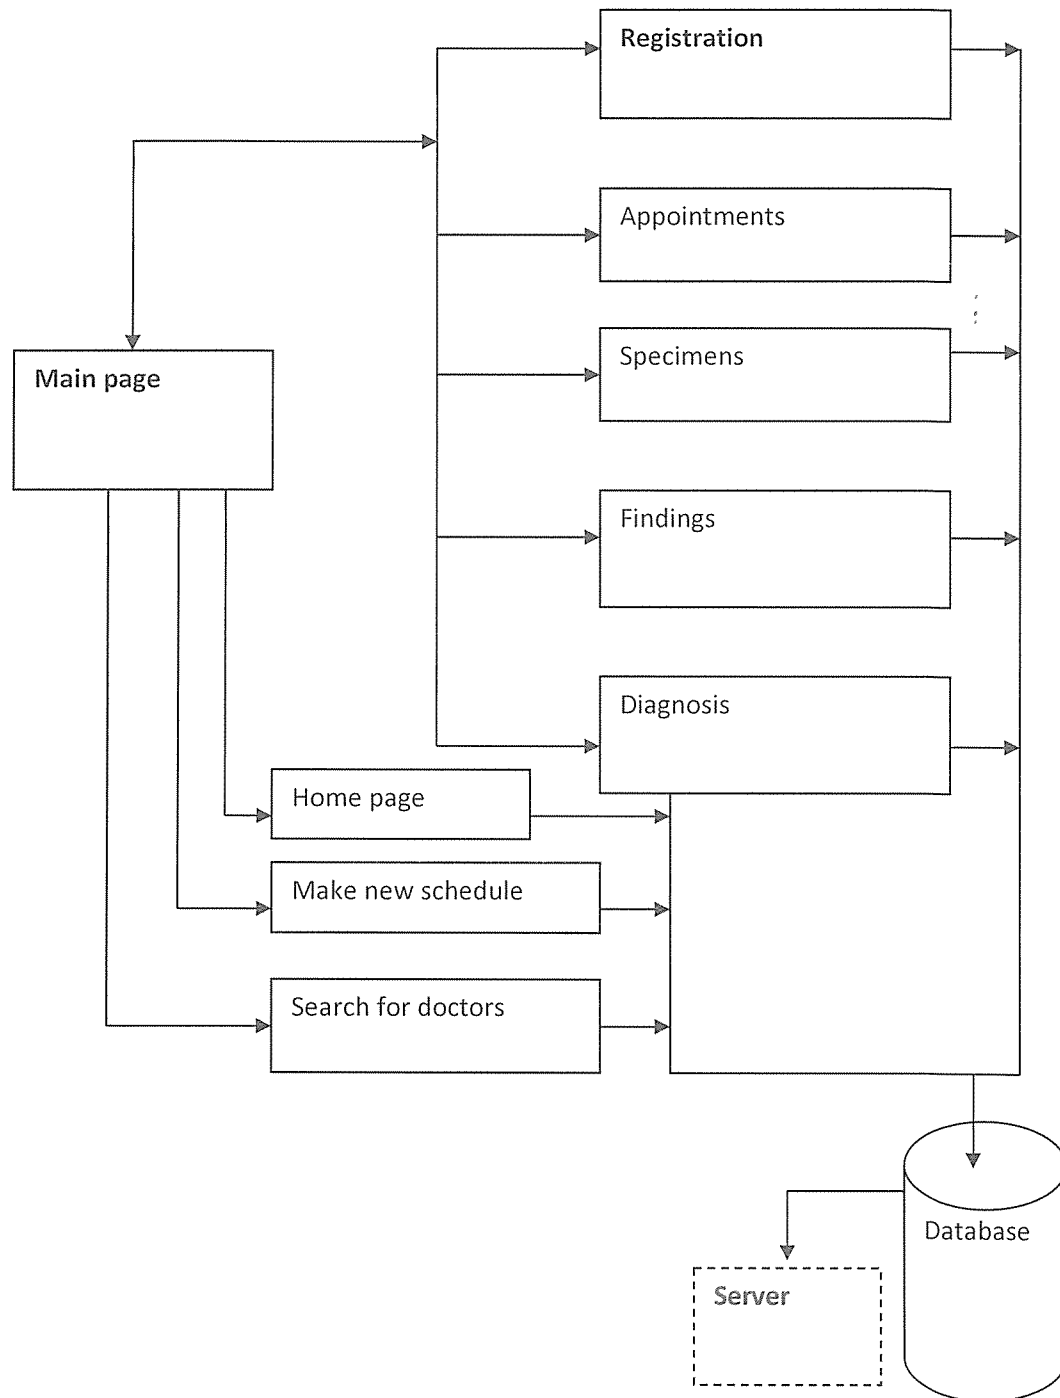 Registration
Appointments
Specimens
Main page
Findings
Diagnosis
Home page
Make new schedule
Search for doctors
Database
Server